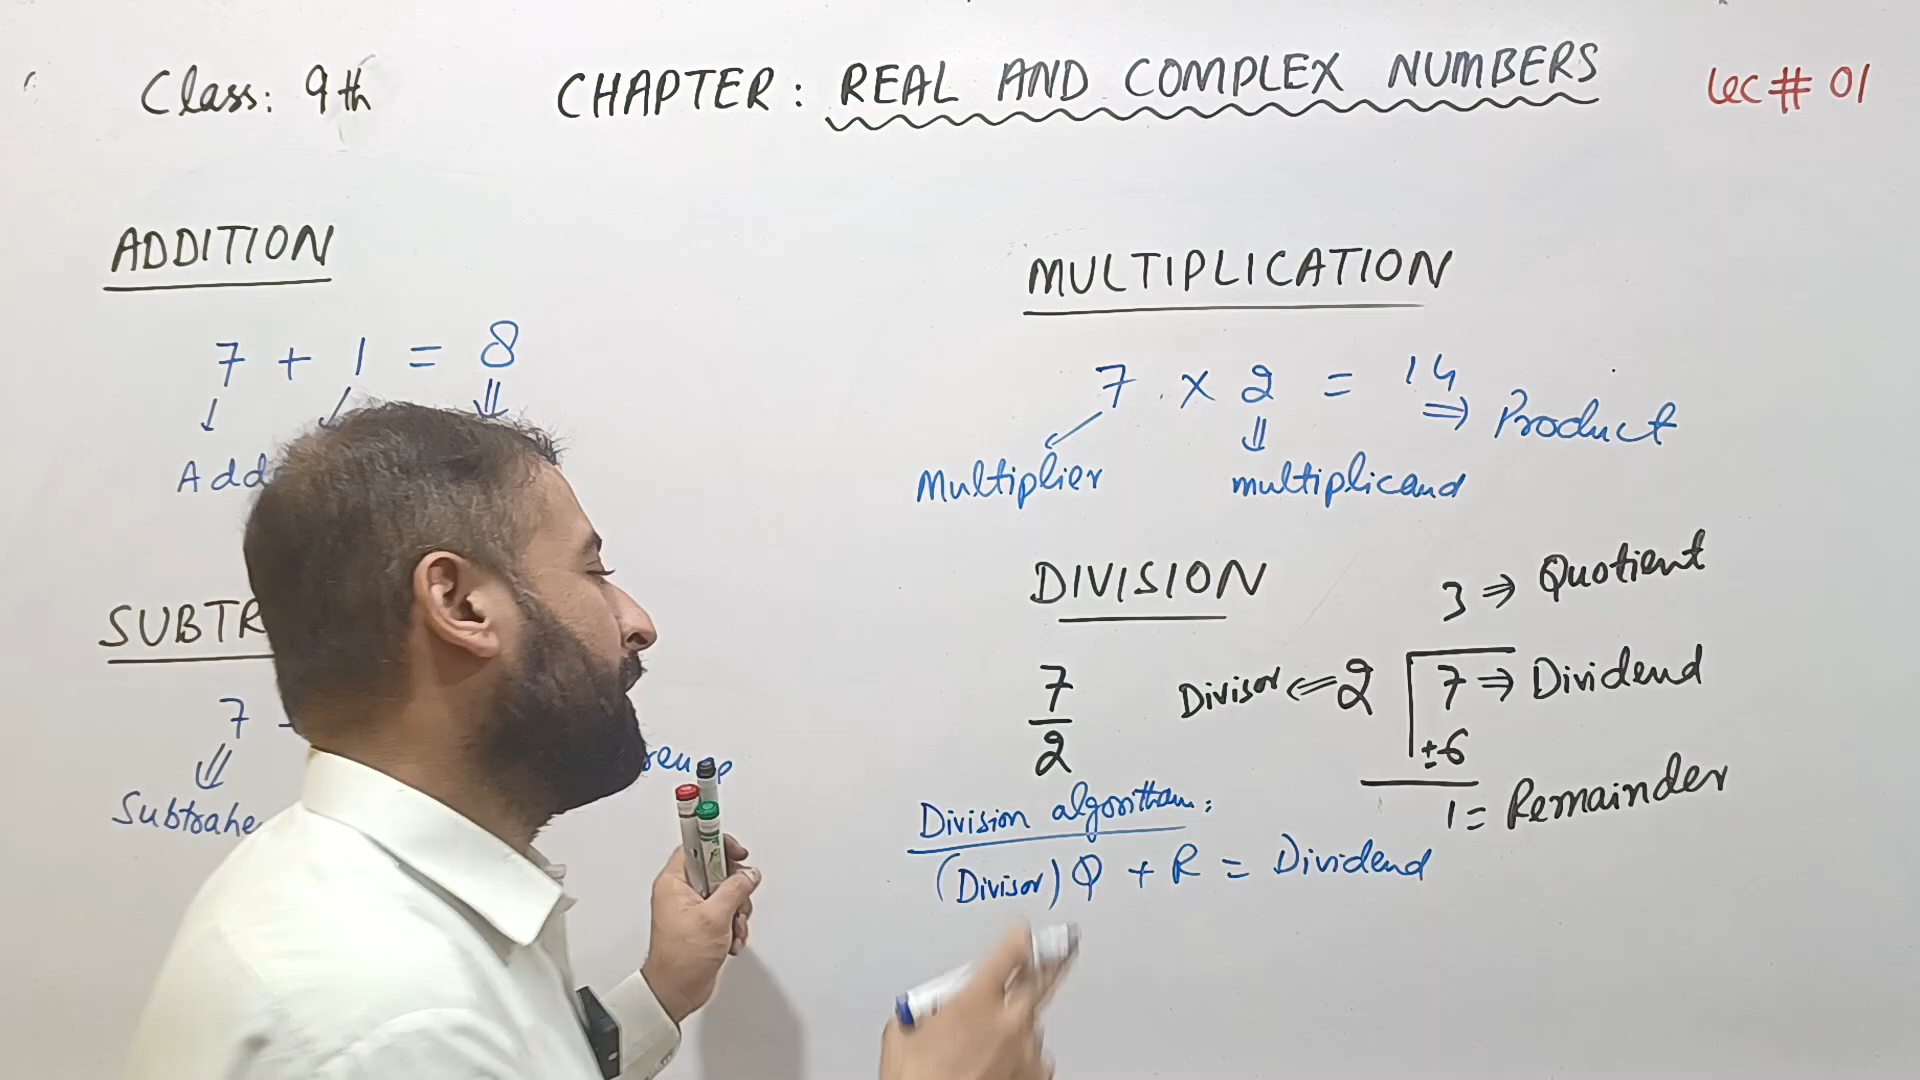 Class: 9th
CHAPTER: REAL AND COMPLEX NUMBERS
Lec # 01
ADDITION
7 + 1 = 8
Add
SUBTR
7 -
Subtrahe
MULTIPLICATION
7 × 2 = 14 ⇒ Product
Multiplier multiplicand
DIVISION
3 ⇒ Quotient
7
2
Divisor ⇐ 2 7 ⇒ Dividend
±6
1 = Remainder
Division algoritham:
(Divisor) Q + R = Dividend